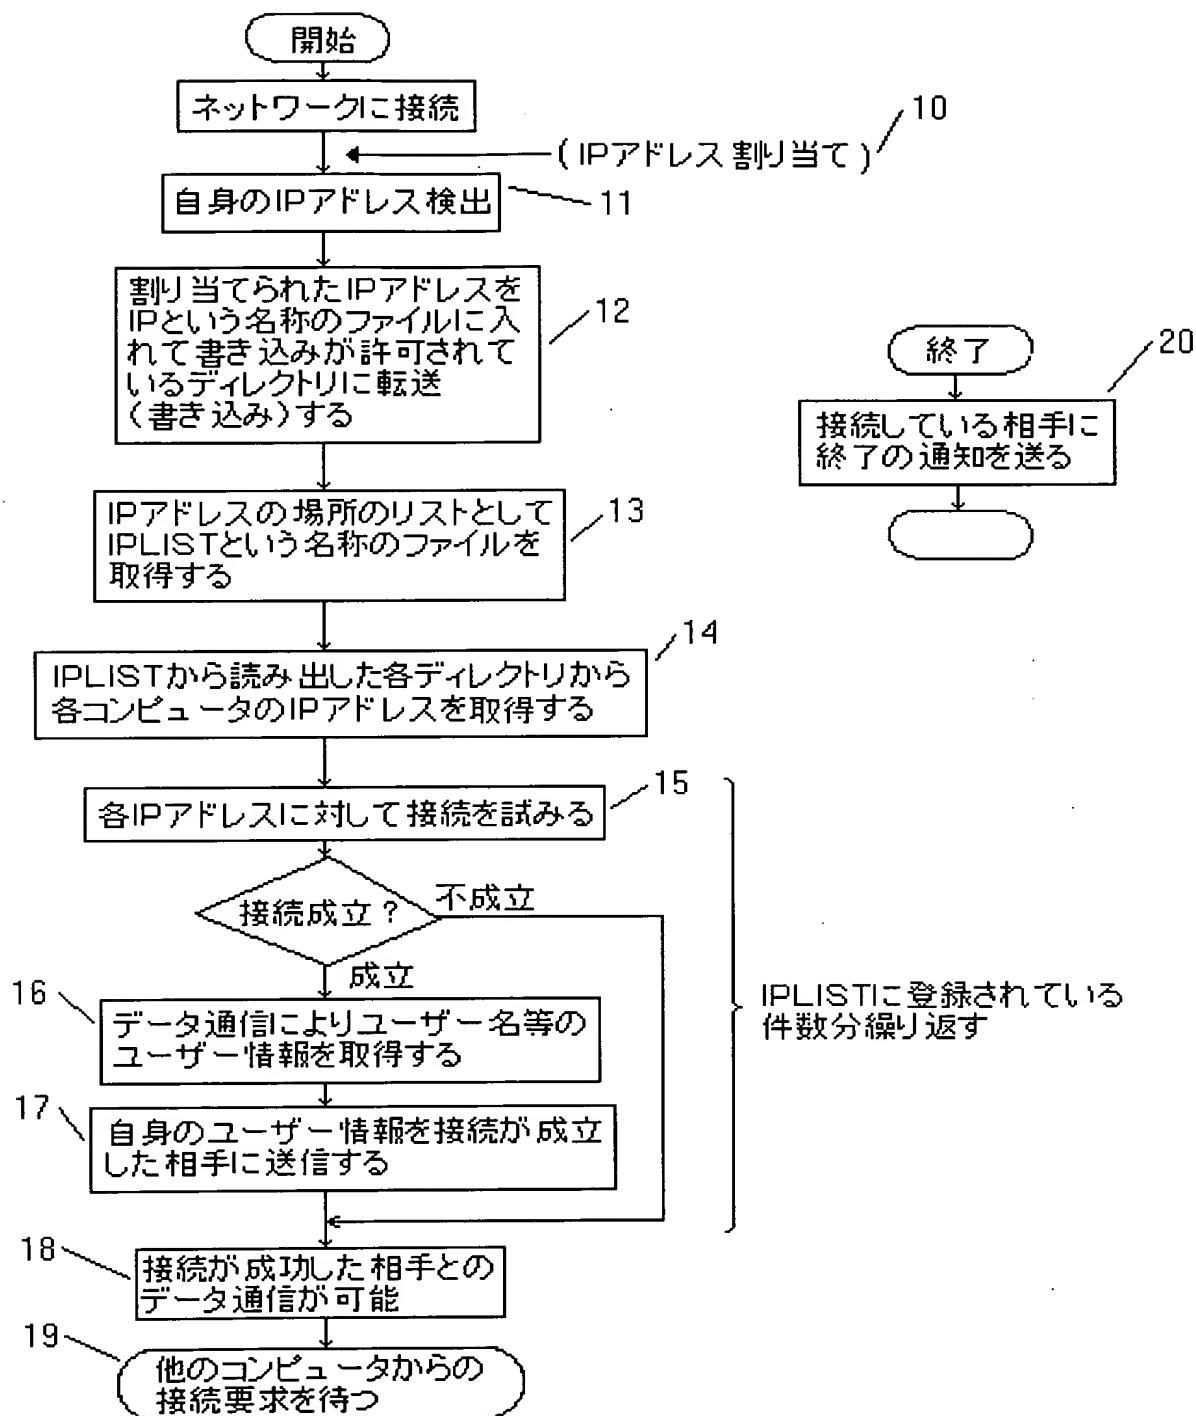 開始
ネットワークに接続
(IPアドレス割り当て)
10
自身のIPアドレス検出
11
割り当てられたIPアドレスを
IPという名称のファイルに入
れて書き込みが許可されて
いるディレクトリに転送
(書き込み)する
12
IPアドレスの場所のリストとして
IPLISTという名称のファイルを
取得する
13
IPLISTから読み出した各ディレクトリから
各コンピュータのIPアドレスを取得する
14
各IPアドレスに対して接続を試みる
15
接続成立?
不成立
成立
16
データ通信によりユーザー名等の
ユーザー情報を取得する
17
自身のユーザー情報を接続が成立
した相手に送信する
IPLISTに登録されている
件数分繰り返す
18
接続が成功した相手との
データ通信が可能
19
他のコンピュータからの
接続要求を待つ
終了
20
接続している相手に
終了の通知を送る